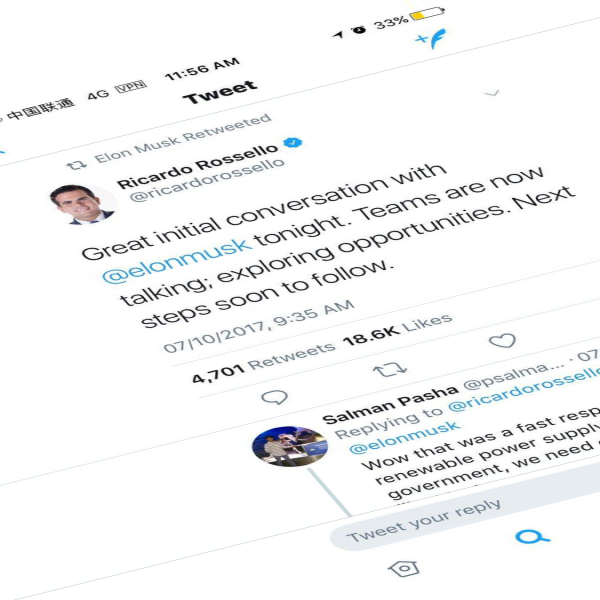 中国联通 4G VPN 11:56 AM 33%
Tweet
Elon Musk Retweeted
Ricardo Rossello
@ricardorossello
Great initial conversation with
@elonmusk tonight. Teams are now
talking; exploring opportunities. Next
steps soon to follow.
07/10/2017, 9:35 AM
4,701 Retweets 18.6K Likes
Salman Pasha @psalma... · 07
Replying to @ricardorossello
@elonmusk
Wow that was a fast resp
renewable power supply
government, we need
Tweet your reply